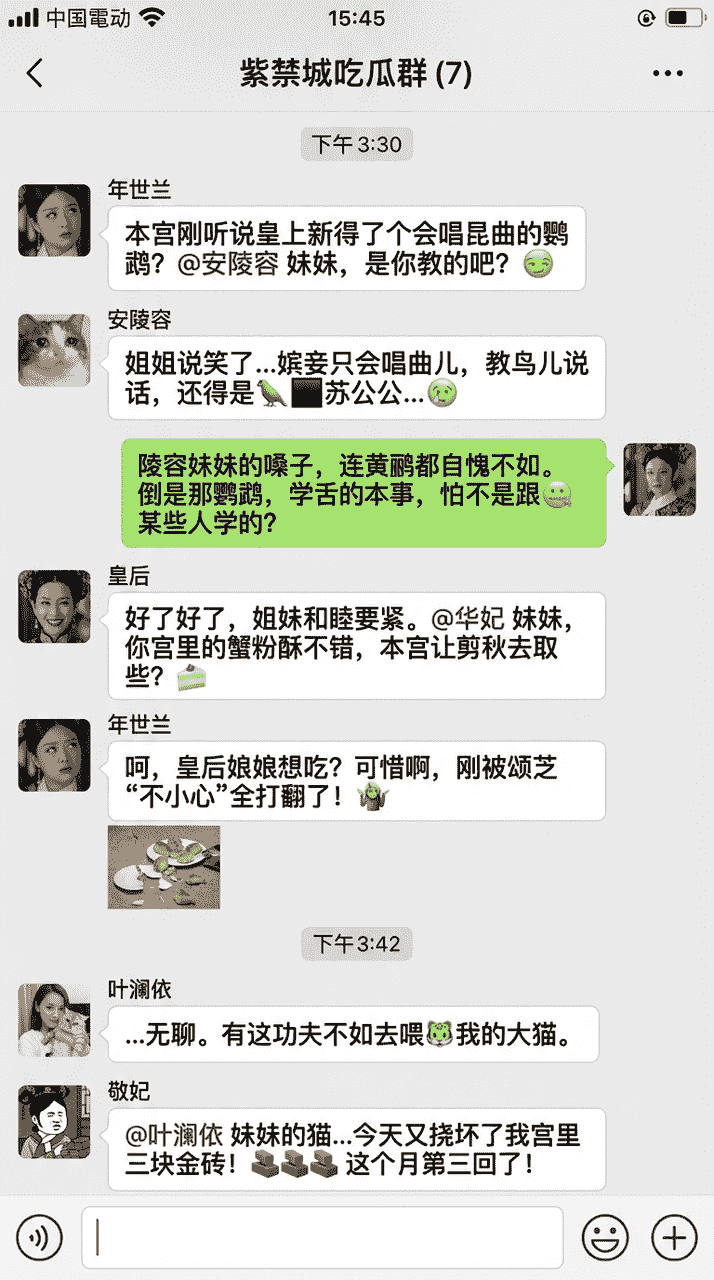 中国電动
15:45
紫禁城吃瓜群 (7)
下午 3:30
年世兰
本宫刚听说皇上新得了个会唱昆曲的鹦
鹉？@安陵容 妹妹，是你教的吧？😏
安陵容
姐姐说笑了...嫔妾只会唱曲儿，教鸟儿说
话，还得是🦜⬛苏公公...😢
陵容妹妹的嗓子，连黄鹂都自愧不如。
倒是那鹦鹉，学舌的本事，怕不是跟🤐
某些人学的？
皇后
好了好了，姐妹和睦要紧。@华妃 妹妹，
你宫里的蟹粉酥不错，本宫让剪秋去取
些？🍰
年世兰
呵，皇后娘娘想吃？可惜啊，刚被颂芝
“不小心”全打翻了！🤷‍♀️
下午 3:42
叶澜依
...无聊。有这功夫不如去喂🐯我的大猫。
敬妃
@叶澜依 妹妹的猫...今天又挠坏了我宫里
三块金砖！🧱🧱🧱 这个月第三回了！